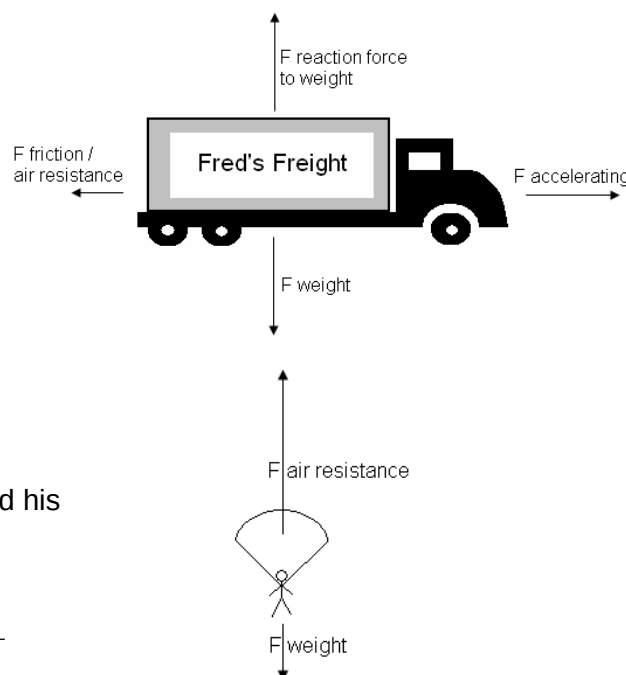 F reaction force
to weight
F friction /
air resistance
Fred's Freight
F accelerating
F weight
F air resistance
d his
F weight